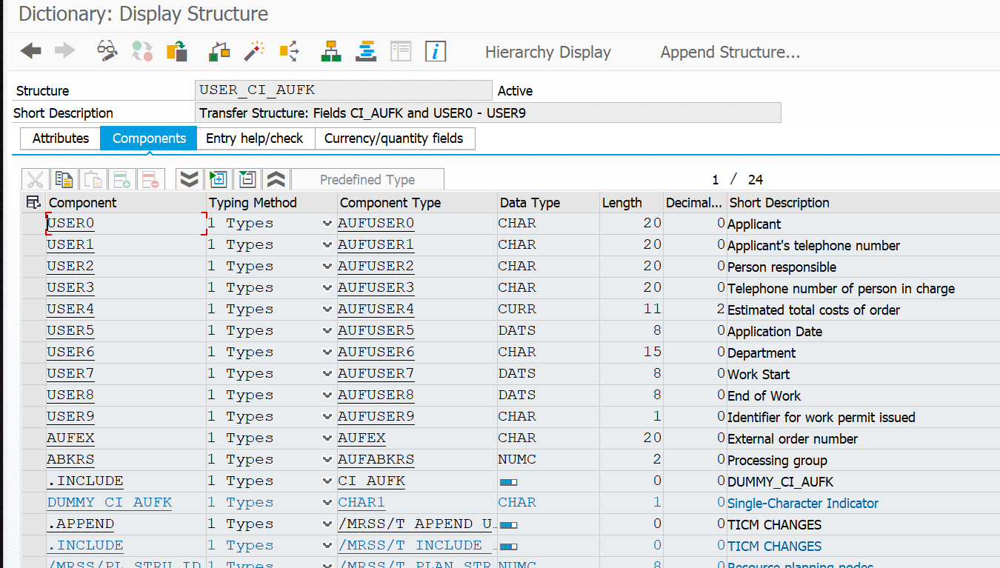 Dictionary: Display Structure
Hierarchy Display Append Structure...
Structure USER_CI_AUFK Active
Short Description Transfer Structure: Fields CI_AUFK and USER0 - USER9
Attributes Components Entry help/check Currency/quantity fields
Predefined Type 1 / 24
Component Typing Method Component Type Data Type Length Decimal... Short Description
USER0 1 Types AUFUSER0 CHAR 20 0 Applicant
USER1 1 Types AUFUSER1 CHAR 20 0 Applicant's telephone number
USER2 1 Types AUFUSER2 CHAR 20 0 Person responsible
USER3 1 Types AUFUSER3 CHAR 20 0 Telephone number of person in charge
USER4 1 Types AUFUSER4 CURR 11 2 Estimated total costs of order
USER5 1 Types AUFUSER5 DATS 8 0 Application Date
USER6 1 Types AUFUSER6 CHAR 15 0 Department
USER7 1 Types AUFUSER7 DATS 8 0 Work Start
USER8 1 Types AUFUSER8 DATS 8 0 End of Work
USER9 1 Types AUFUSER9 CHAR 1 0 Identifier for work permit issued
AUFEX 1 Types AUFEX CHAR 20 0 External order number
ABKRS 1 Types AUFABKRS NUMC 2 0 Processing group
.INCLUDE 1 Types CI_AUFK 0 0 DUMMY_CI_AUFK
DUMMY_CI_AUFK 1 Types CHAR1 CHAR 1 0 Single-Character Indicator
.APPEND 1 Types /MRSS/T_APPEND_U... 0 0 TICM CHANGES
.INCLUDE 1 Types /MRSS/T_INCLUDE_... 0 0 TICM CHANGES
/MRSS/PL_STRU_ID 1 Types /MRSS/T_PLAN_STR... NUMC 8 0 Resource planning nodes